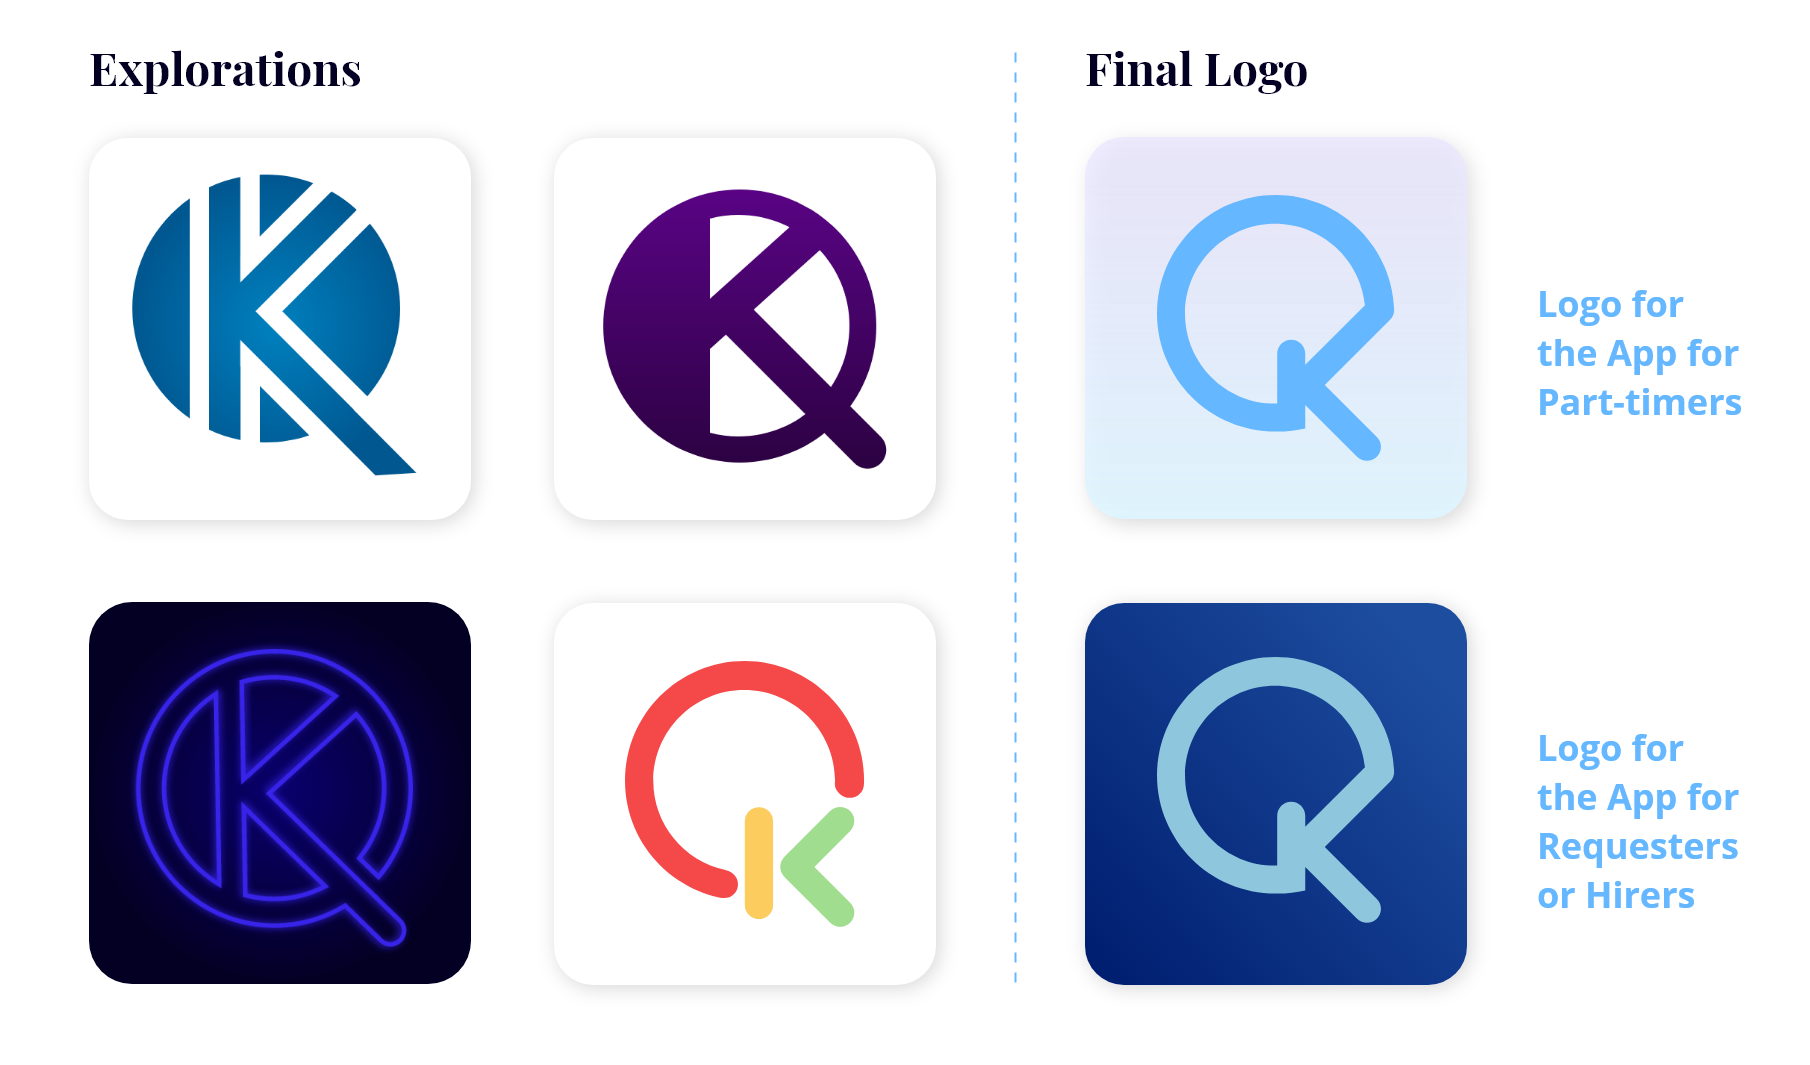 Explorations
Final Logo
Logo for
the App for
Part-timers
Logo for
the App for
Requesters
or Hirers